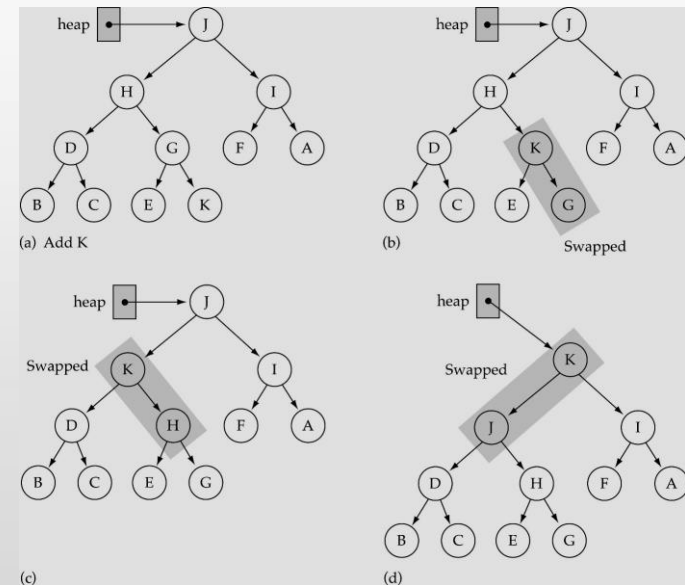 heap J
H I
D G F A
B C E K
(a) Add K
heap J
H I
D K F A
B C E G
(b) Swapped
heap J
Swapped K I
D H F A
B C E G
(c)
heap
K
Swapped
J I
D H F A
B C E G
(d)